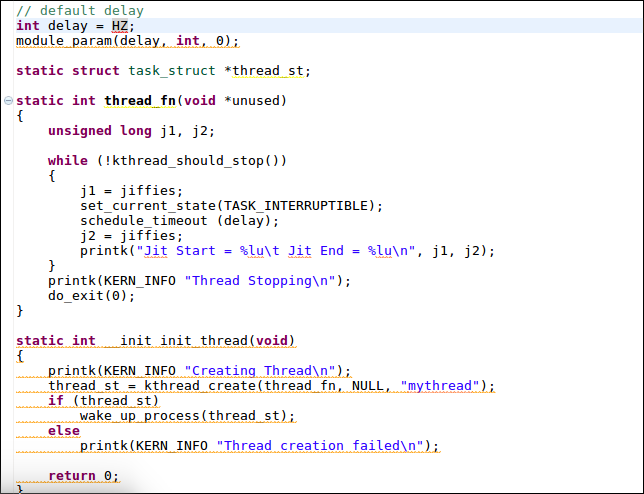 // default delay
int delay = HZ;
module_param(delay, int, 0);
static struct task_struct *thread_st;
static int thread_fn(void *unused)
{
unsigned long j1, j2;
while (!kthread_should_stop())
{
j1 = jiffies;
set_current_state(TASK_INTERRUPTIBLE);
schedule_timeout (delay);
j2 = jiffies;
printk("Jit Start = %lu\t Jit End = %lu\n", j1, j2);
}
printk(KERN_INFO "Thread Stopping\n");
do_exit(0);
}
static int __init init_thread(void)
{
printk(KERN_INFO "Creating Thread\n");
thread_st = kthread_create(thread_fn, NULL, "mythread");
if (thread_st)
wake_up_process(thread_st);
else
printk(KERN_INFO "Thread creation failed\n");
return 0;
}